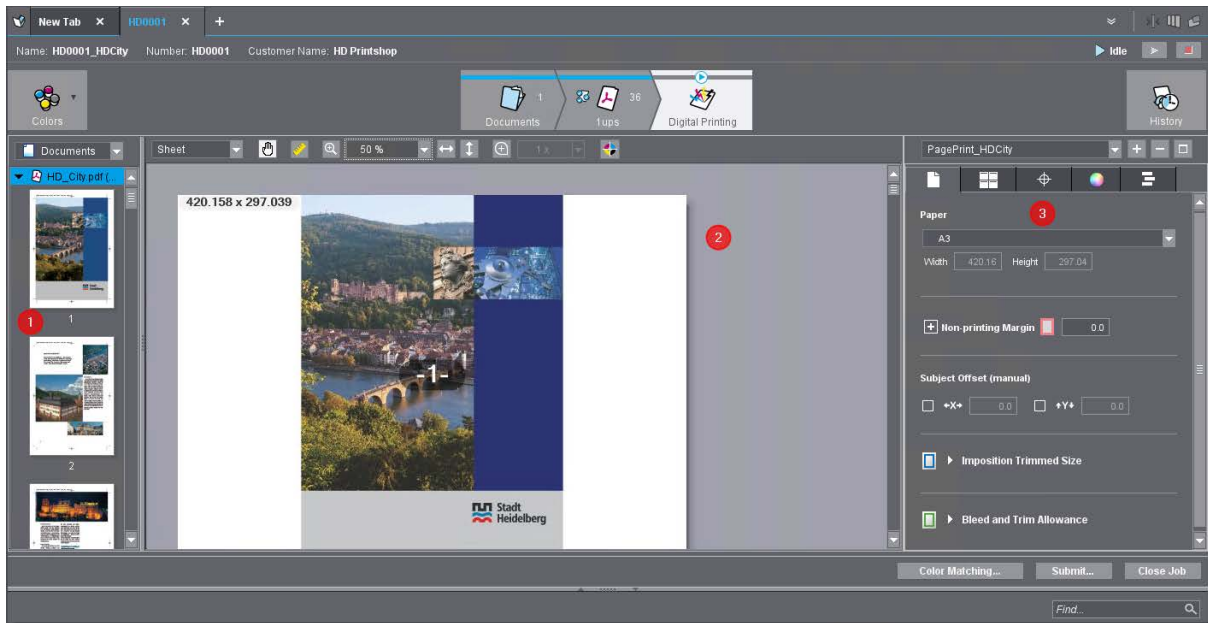 New Tab × HD0001 × +
Name: HD0001_HDCity Number: HD0001 Customer Name: HD Printshop Idle
Colors
Documents 1
1ups 36
Digital Printing
History
Documents
HD_City.pdf (...
1
1
2
Sheet 50 % 1 x
420.158 x 297.039
-1-
Stadt
Heidelberg
2
PagePrint_HDCity
3
Paper
A3
Width 420.16 Height 297.04
Non-printing Margin 0.0
Subject Offset (manual)
X 0.0 Y 0.0
Imposition Trimmed Size
Bleed and Trim Allowance
Color Matching... Submit... Close Job
Find...